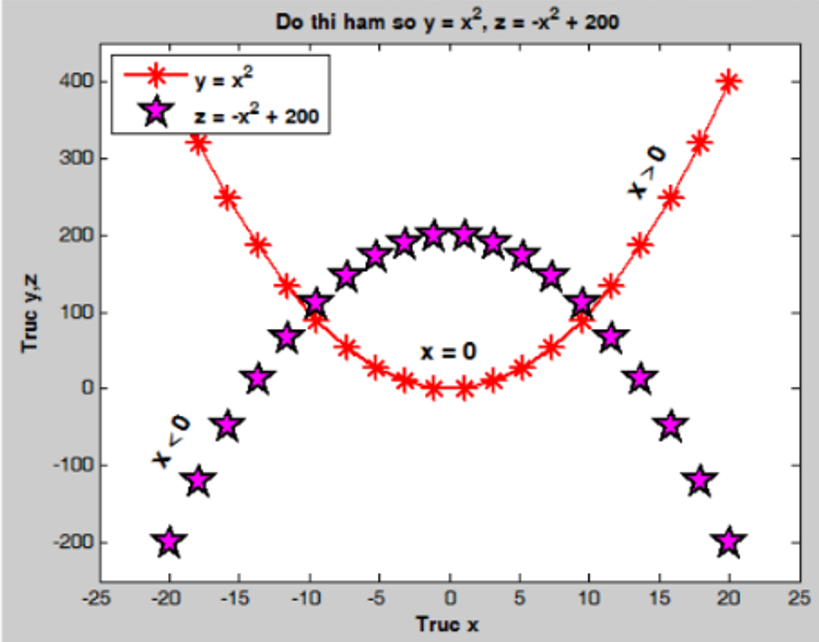 Do thi ham so y = x², z = -x² + 200
y = x²
z = -x² + 200
400
300
200
100
0
-100
-200
Truc y,z
x < 0
x = 0
x > 0
-25 -20 -15 -10 -5 0 5 10 15 20 25
Truc x